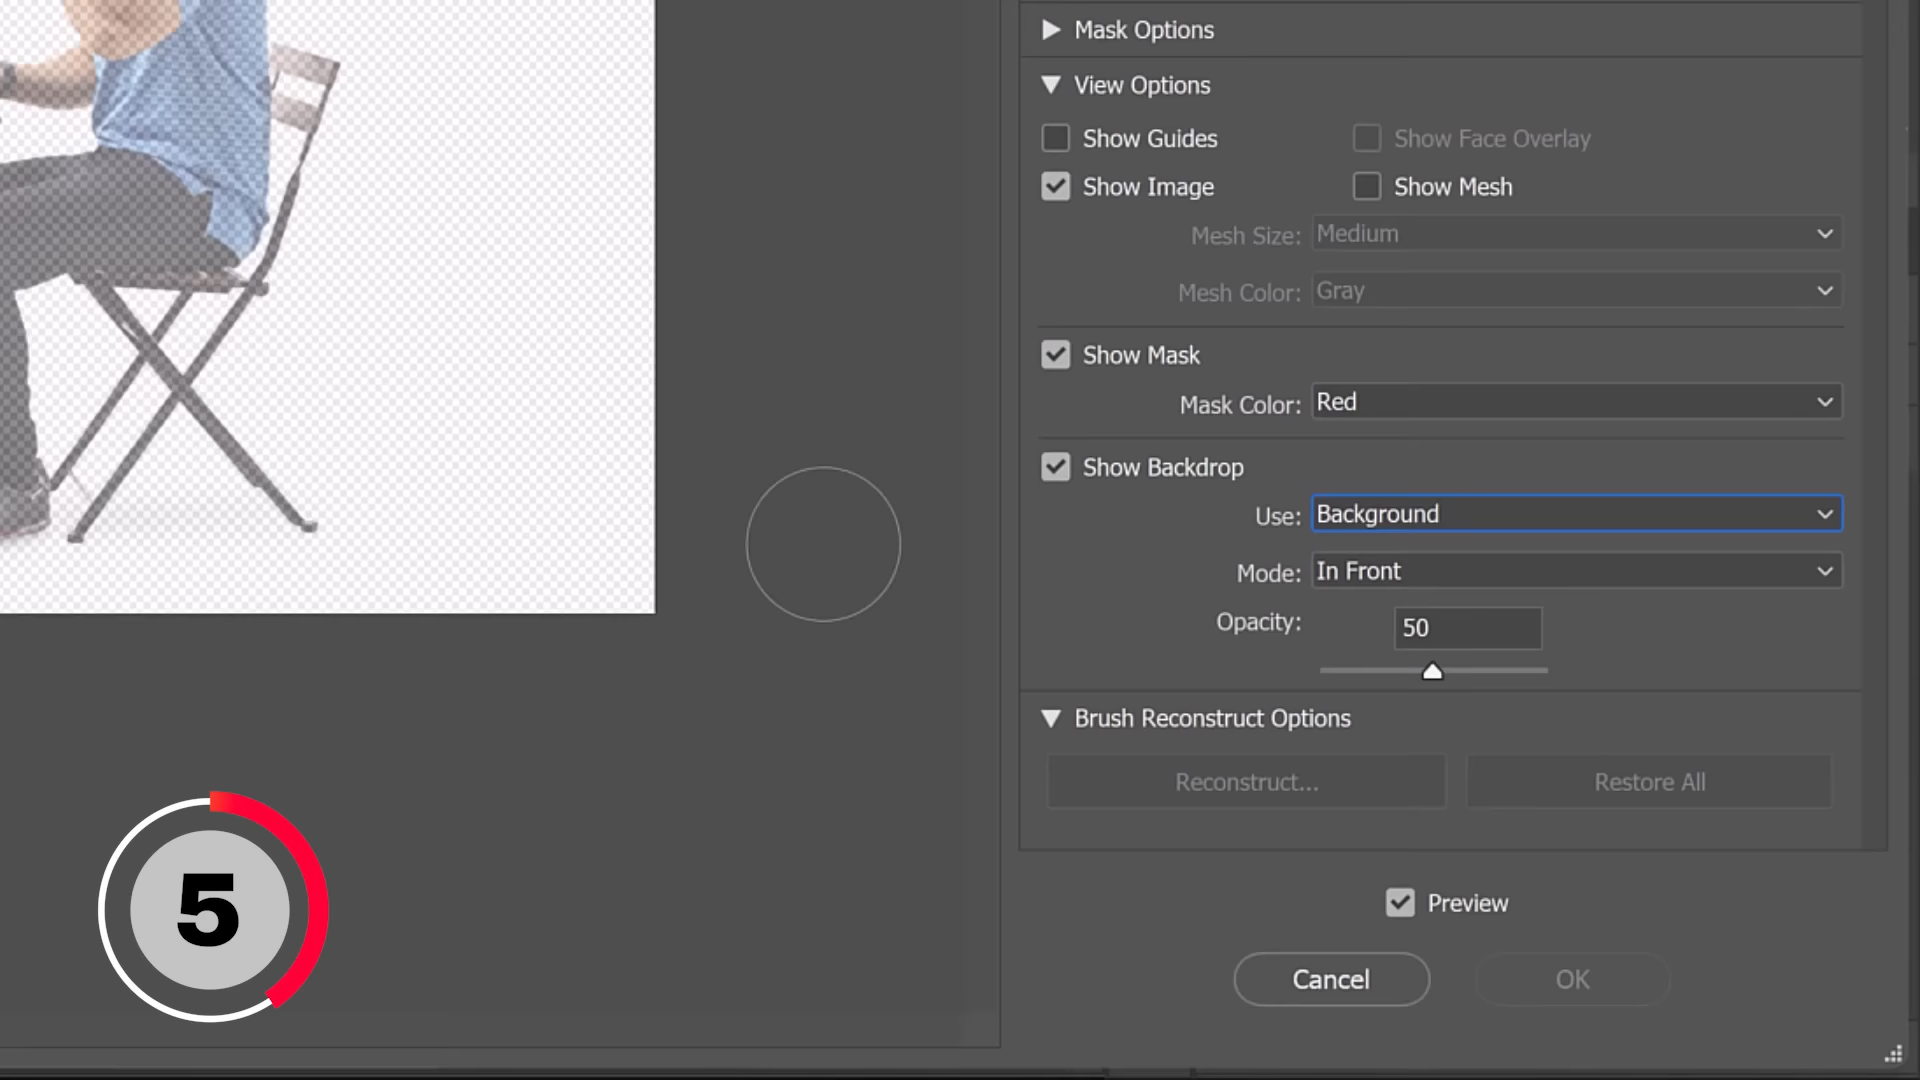 Mask Options
View Options
Show Guides
Show Face Overlay
Show Image
Show Mesh
Mesh Size: Medium
Mesh Color: Gray
Show Mask
Mask Color: Red
Show Backdrop
Use: Background
Mode: In Front
Opacity: 50
Brush Reconstruct Options
Reconstruct... Restore All
5
Preview
Cancel OK